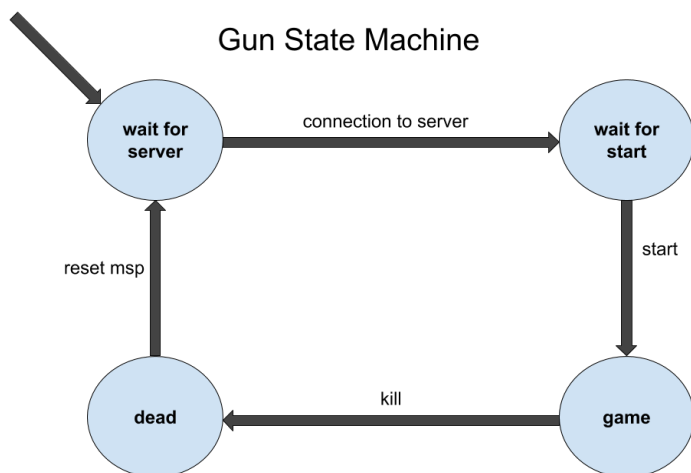 Gun State Machine
wait for
server
connection to server
wait for
start
reset msp
start
dead
kill
game